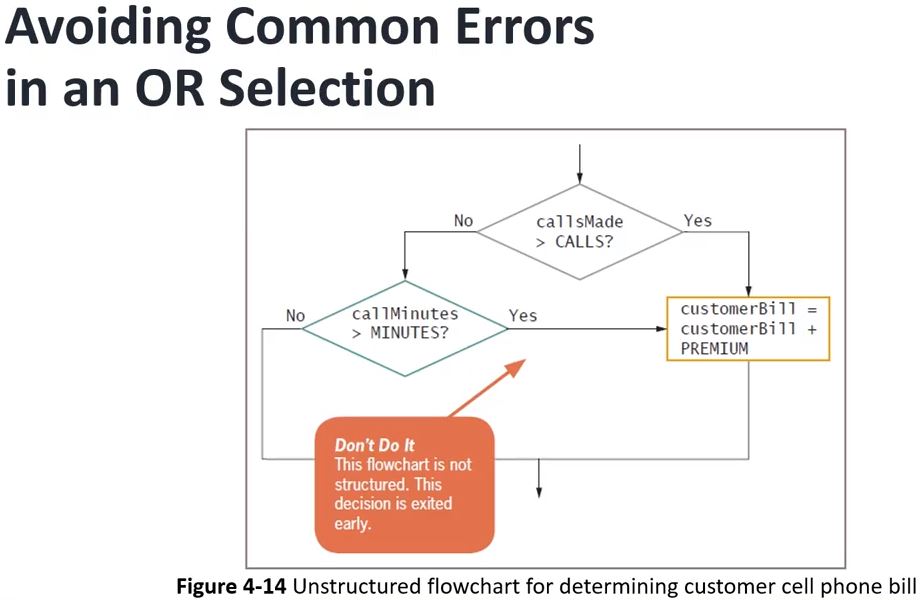 Avoiding Common Errors
in an OR Selection
callsMade
> CALLS?
No
Yes
callMinutes
> MINUTES?
No
Yes
customerBill =
customerBill +
PREMIUM
Don't Do It
This flowchart is not
structured. This
decision is exited
early.
Figure 4-14 Unstructured flowchart for determining customer cell phone bill